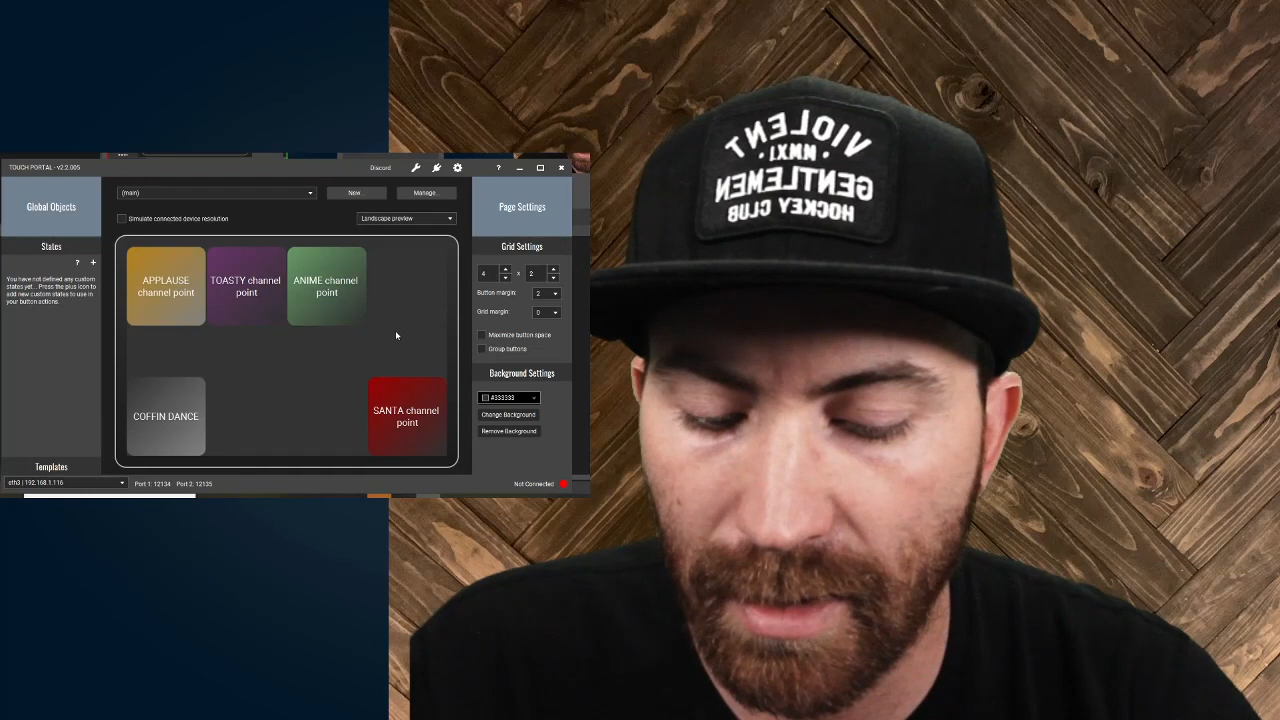 TOUCH PORTAL - v2.2.005
Discord
?
Global Objects
(main)
New...
Manage...
Page Settings
Simulate connected device resolution
Landscape preview
States
Grid Settings
? +
You have not defined any custom
states yet... Press the plus icon to
add new custom states to use in
your button actions.
4 x 2
Button margin: 2
Grid margin: 0
Maximize button space
Group buttons
Background Settings
#333333
Change Background
Remove Background
APPLAUSE
channel point
TOASTY channel
point
ANIME channel
point
COFFIN DANCE
SANTA channel
point
Templates
eth3 | 192.168.1.116
Port 1: 12134 Port 2: 12135
Not Connected
VIOLENT
MMXI
GENTLEMEN
HOCKEY CLUB